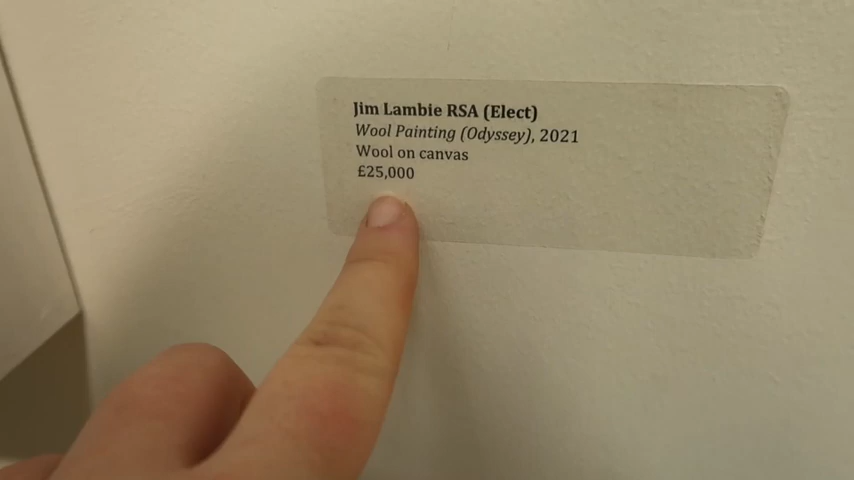 Jim Lambie RSA (Elect)
Wool Painting (Odyssey), 2021
Wool on canvas
£25,000